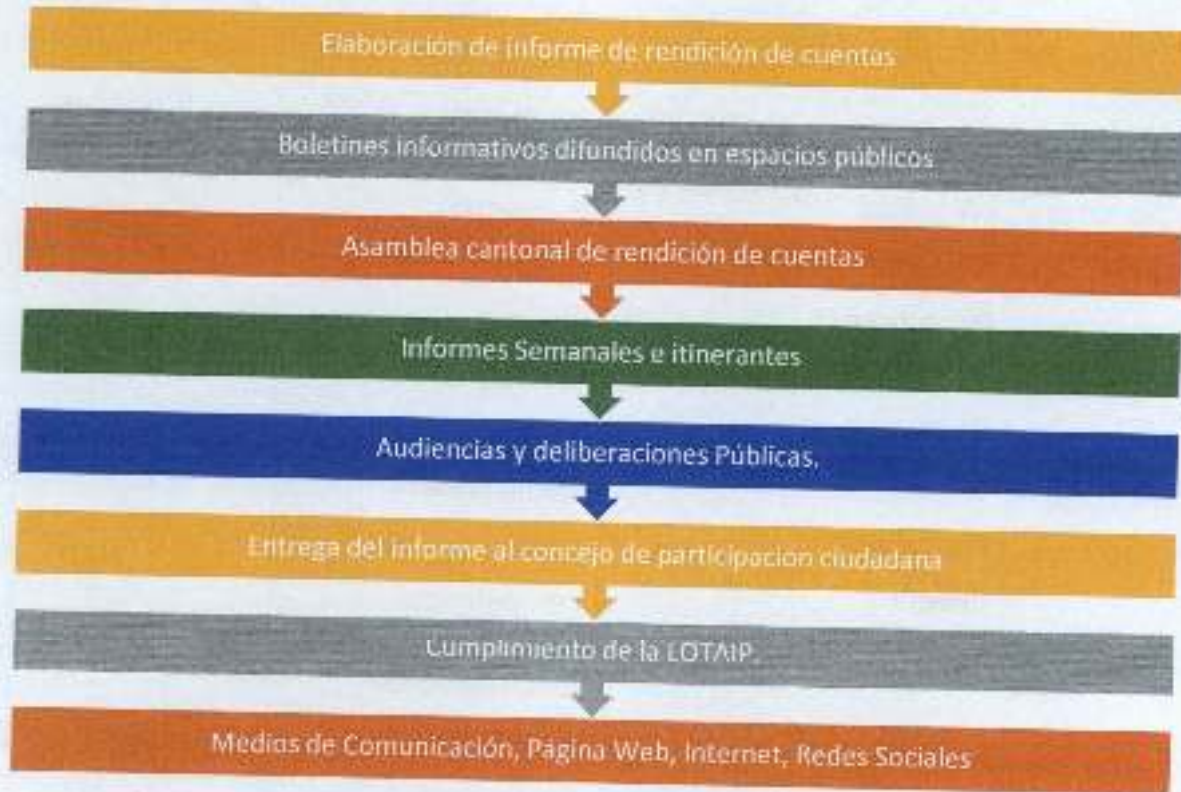 Elaboración de informe de rendición de cuentas
Boletines informativos difundidos en espacios públicos
Asamblea cantonal de rendición de cuentas
Informes Semanales e itinerantes
Audiencias y deliberaciones Públicas.
Entrega del informe al concejo de participación ciudadana
Cumplimiento de la LOTAIP.
Medios de Comunicación, Página Web, Internet, Redes Sociales